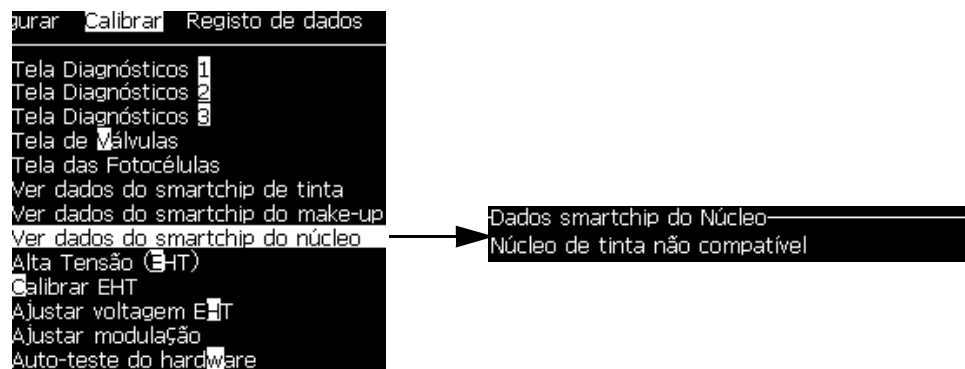 gurar Calibrar Registo de dados
Tela Diagnósticos 1
Tela Diagnósticos 2
Tela Diagnósticos 3
Tela de Válvulas
Tela das Fotocélulas
Ver dados do smartchip de tinta
Ver dados do smartchip do make-up
Ver dados do smartchip do núcleo
Alta Tensão (EHT)
Calibrar EHT
Ajustar voltagem EHT
Ajustar modulação
Auto-teste do hardware
Dados smartchip do Núcleo
Núcleo de tinta não compatível